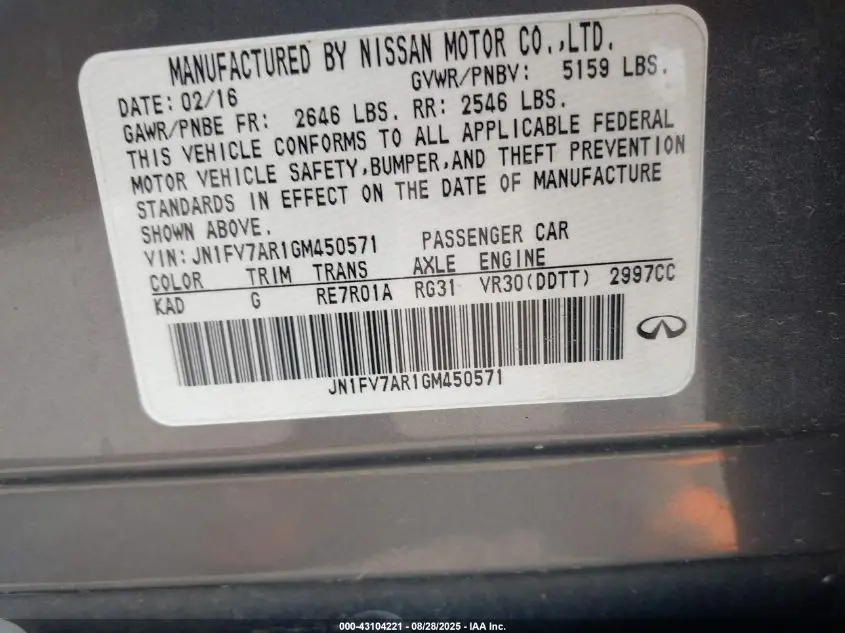 MANUFACTURED BY NISSAN MOTOR CO.,LTD.
DATE: 02/16 GVWR/PNBV: 5159 LBS.
GAWR/PNBE FR: 2646 LBS. RR: 2546 LBS.
THIS VEHICLE CONFORMS TO ALL APPLICABLE FEDERAL
MOTOR VEHICLE SAFETY,BUMPER,AND THEFT PREVENTION
STANDARDS IN EFFECT ON THE DATE OF MANUFACTURE
SHOWN ABOVE.
VIN: JN1FV7AR1GM450571 PASSENGER CAR
COLOR TRIM TRANS AXLE ENGINE
KAD G RE7R01A RG31 VR30(DDTT) 2997CC
JN1FV7AR1GM450571
000-43104221 - 08/28/2025 - IAA Inc.